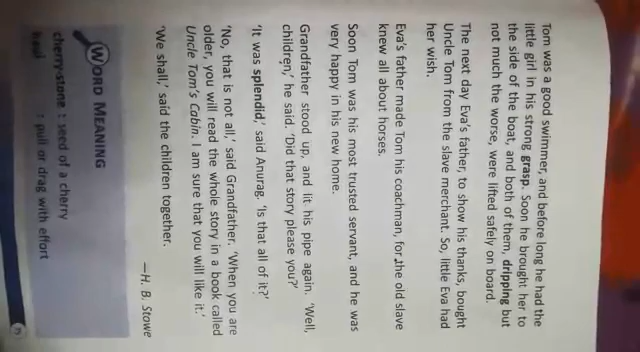 Tom was a good swimmer, and before long he had the
little girl in his strong grasp. Soon he brought her to
the side of the boat, and both of them, dripping but
not much the worse, were lifted safely on board.
The next day, Eva's father, to show his thanks, bought
Uncle Tom from the slave merchant. So, little Eva had
her wish.
Eva's father made Tom his coachman, for the old slave
knew all about horses.
Soon Tom was his most trusted servant, and he was
very happy in his new home.
Grandfather stood up, and lit his pipe again. 'Well,
children,' he said. 'Did that story please you?'
'It was splendid,' said Anurag. 'Is that all of it?'
'No, that is not all,' said Grandfather. 'When you are
older, you will read the whole story in a book called
Uncle Tom's Cabin. I am sure that you will like it.'
'We shall,' said the children together.
—H. B. Stowe
WORD MEANING
cherry-stone : seed of a cherry
haul : pull or drag with effort